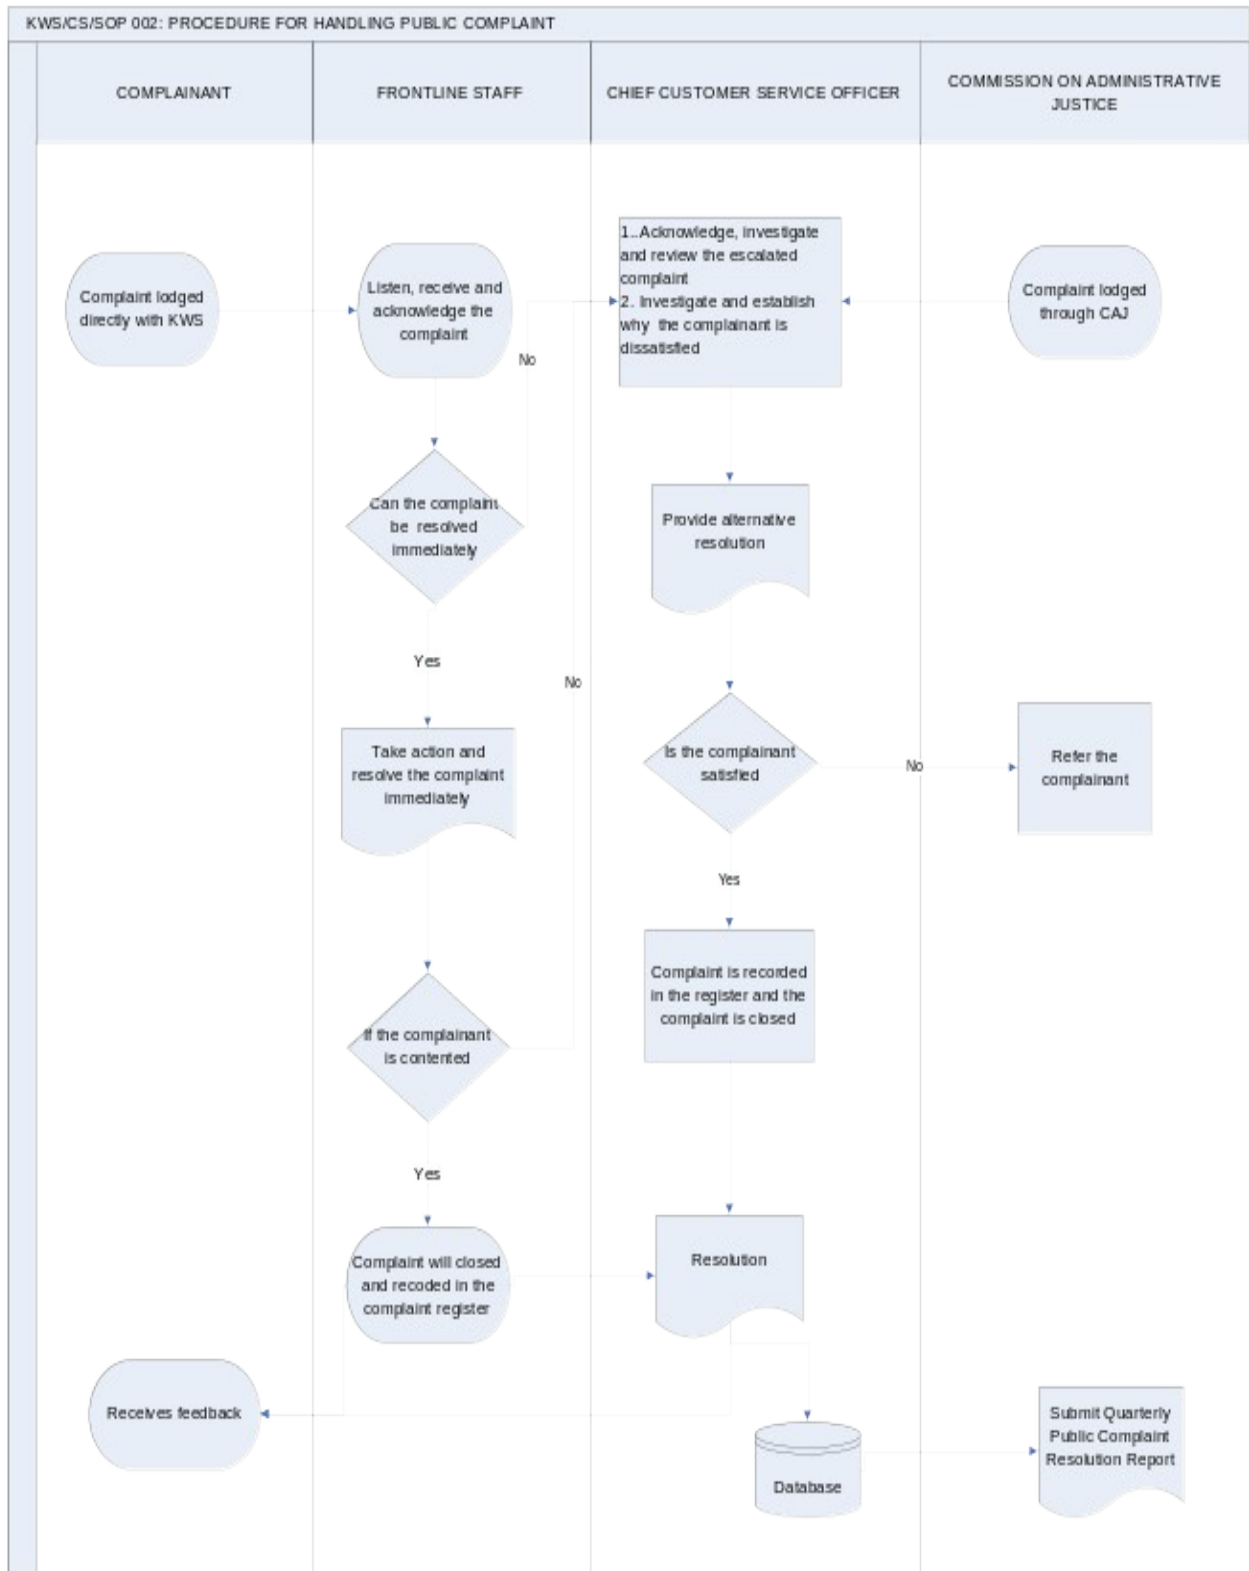 KWS/CS/SOP 002: PROCEDURE FOR HANDLING PUBLIC COMPLAINT
COMPLAINANT
FRONTLINE STAFF
CHIEF CUSTOMER SERVICE OFFICER
COMMISSION ON ADMINISTRATIVE
JUSTICE
Complaint lodged
directly with KWS
Listen, receive and
acknowledge the
complaint
1..Acknowledge, investigate
and review the escalated
complaint
2. Investigate and establish
why the complainant is
dissatisfied
Complaint lodged
through CAJ
No
Can the complaint
be resolved
immediately
Provide alternative
resolution
Yes
No
Take action and
resolve the complaint
immediately
Is the complainant
satisfied
No
Refer the
complainant
Yes
Complaint is recorded
in the register and the
complaint is closed
If the complainant
is contented
Yes
Complaint will closed
and recoded in the
complaint register
Resolution
Receives feedback
Database
Submit Quarterly
Public Complaint
Resolution Report